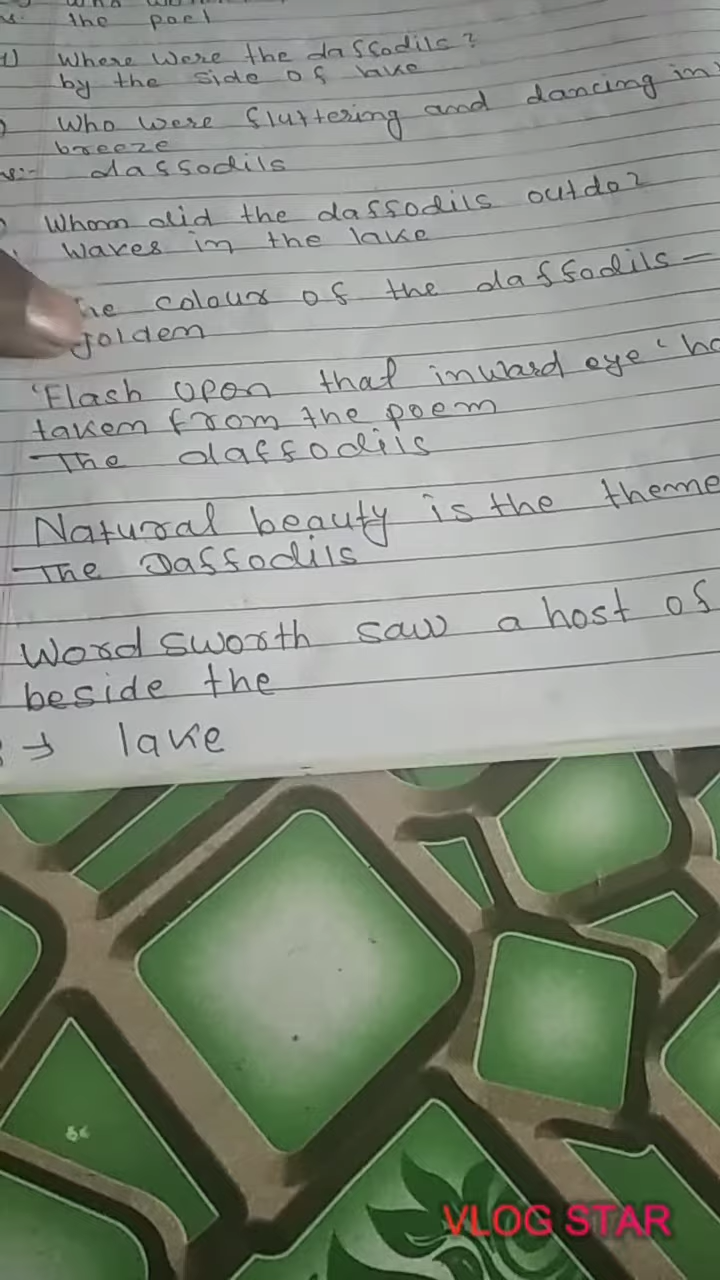 the poet
Where were the daffodils?
by the side of lake
Who were fluttering and dancing in
breeze
daffodils
Whom did the daffodils outdo?
Waves in the lake
colour of the daffodils —
goldem
'Flash upon that inward eye'
takem from the poem
The daffodils
Natural beauty is the theme
The Daffodils
Wordsworth saw a host of
beside the
→ lake
VLOG STAR